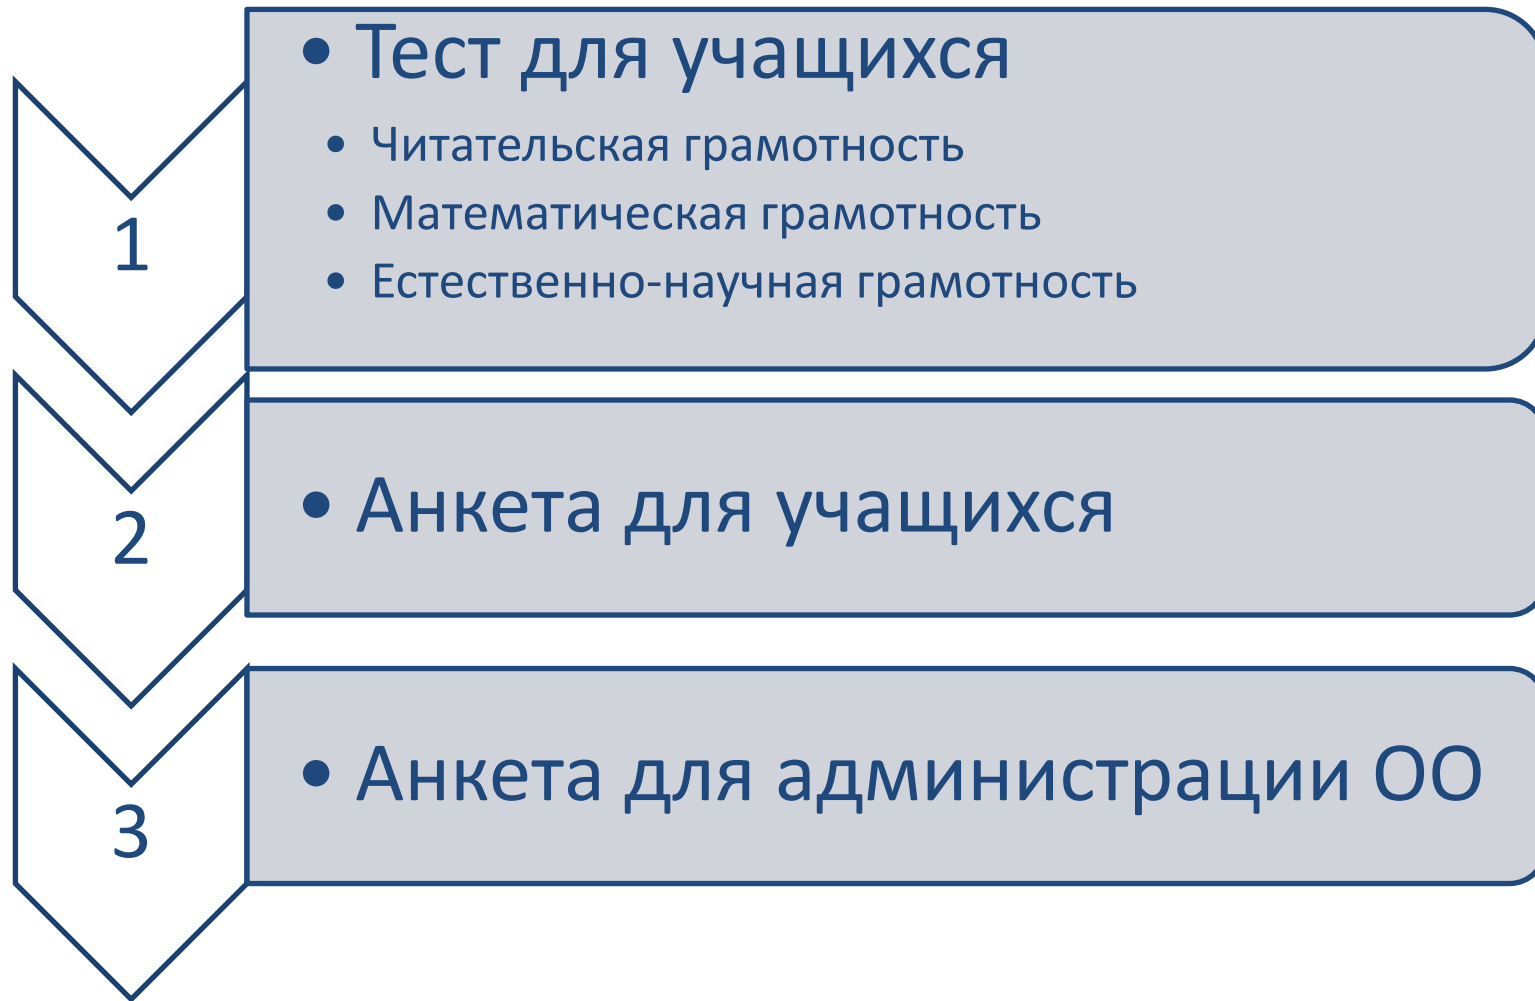 1
• Тест для учащихся
• Читательская грамотность
• Математическая грамотность
• Естественно-научная грамотность
2
• Анкета для учащихся
3
• Анкета для администрации ОО